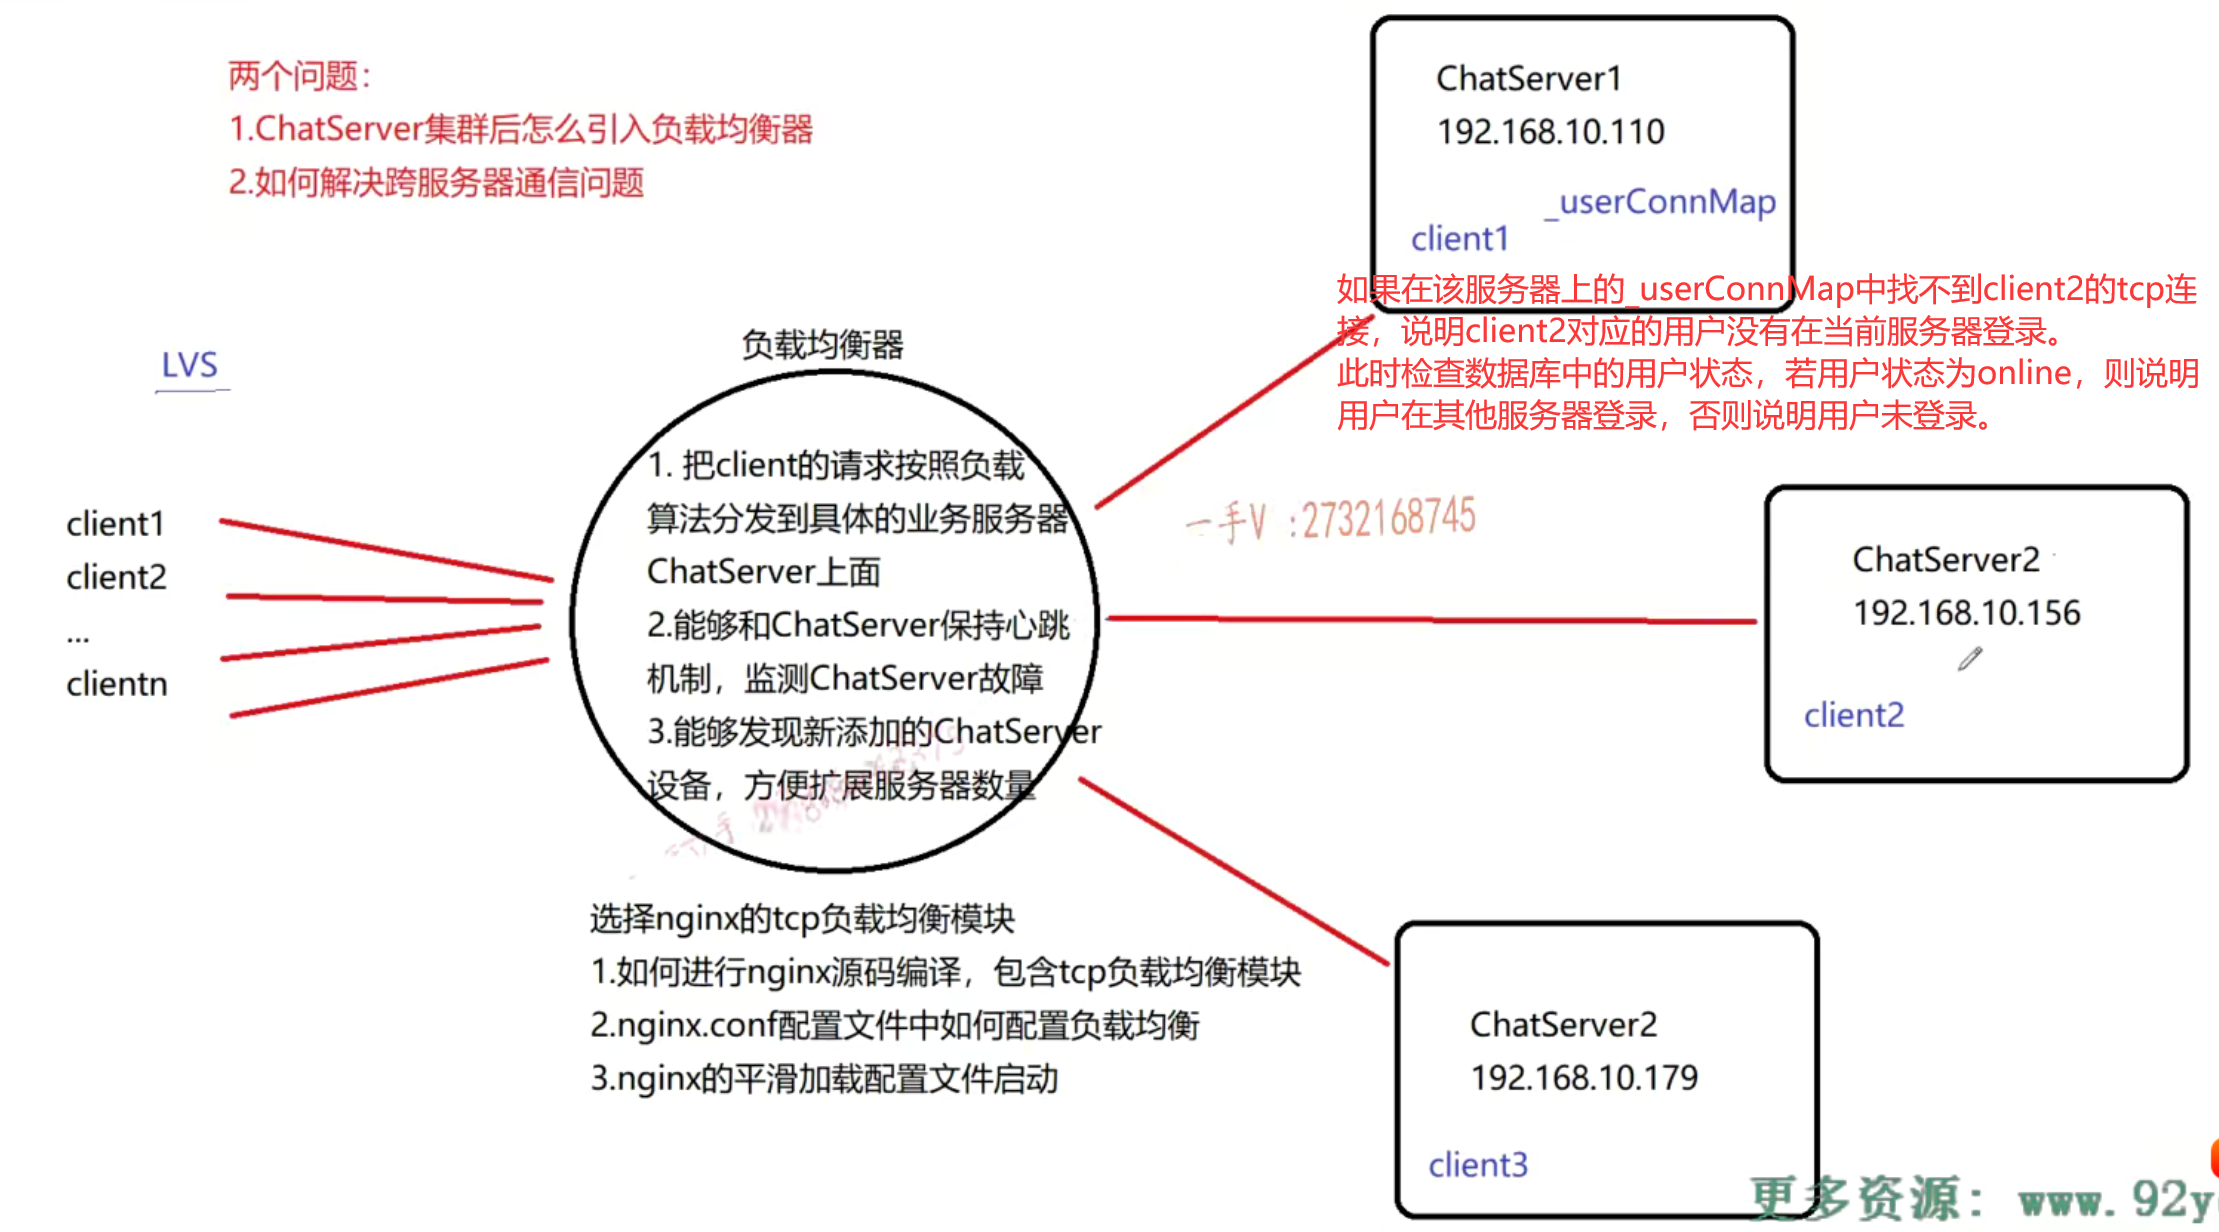 两个问题：
1.ChatServer集群后怎么引入负载均衡器
2.如何解决跨服务器通信问题
LVS
client1
client2
...
clientn
负载均衡器
1. 把client的请求按照负载
算法分发到具体的业务服务器
ChatServer上面
2.能够和ChatServer保持心跳
机制，监测ChatServer故障
3.能够发现新添加的ChatServer
设备，方便扩展服务器数量
选择nginx的tcp负载均衡模块
1.如何进行nginx源码编译，包含tcp负载均衡模块
2.nginx.conf配置文件中如何配置负载均衡
3.nginx的平滑加载配置文件启动
ChatServer1
192.168.10.110
_userConnMap
client1
如果在该服务器上的_userConnMap中找不到client2的tcp连
接，说明client2对应的用户没有在当前服务器登录。
此时检查数据库中的用户状态，若用户状态为online，则说明
用户在其他服务器登录，否则说明用户未登录。
一手V :2732168745
ChatServer2
192.168.10.156
client2
ChatServer2
192.168.10.179
client3
更多资源：www.92y